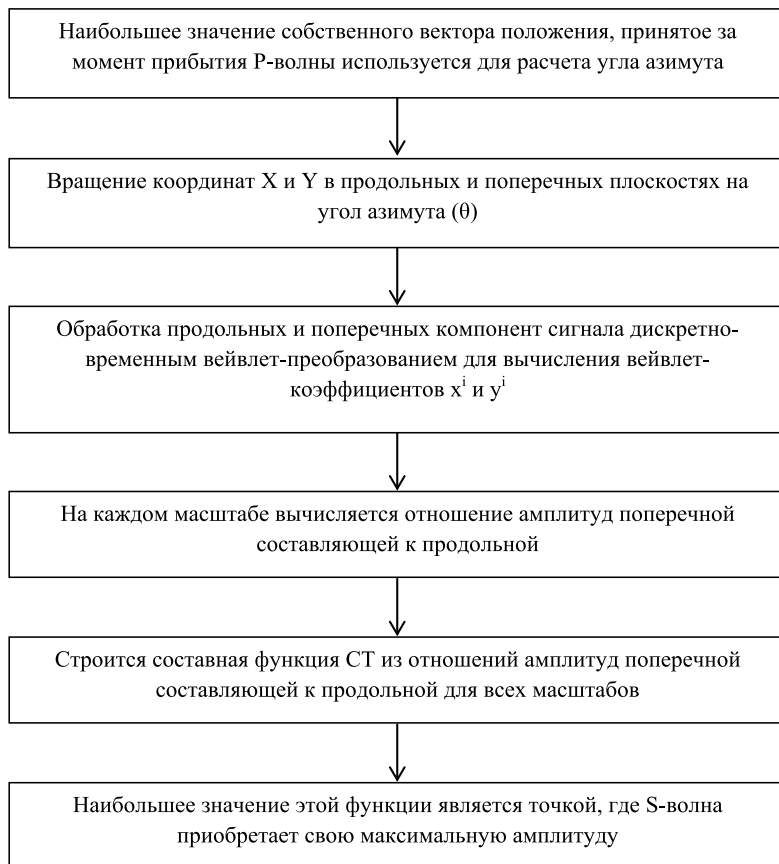 Наибольшее значение собственного вектора положения, принятое за
момент прибытия P-волны используется для расчета угла азимута
Вращение координат X и Y в продольных и поперечных плоскостях на
угол азимута (θ)
Обработка продольных и поперечных компонент сигнала дискретно-
временным вейвлет-преобразованием для вычисления вейвлет-
коэффициентов xⁱ и yⁱ
На каждом масштабе вычисляется отношение амплитуд поперечной
составляющей к продольной
Строится составная функция СТ из отношений амплитуд поперечной
составляющей к продольной для всех масштабов
Наибольшее значение этой функции является точкой, где S-волна
приобретает свою максимальную амплитуду